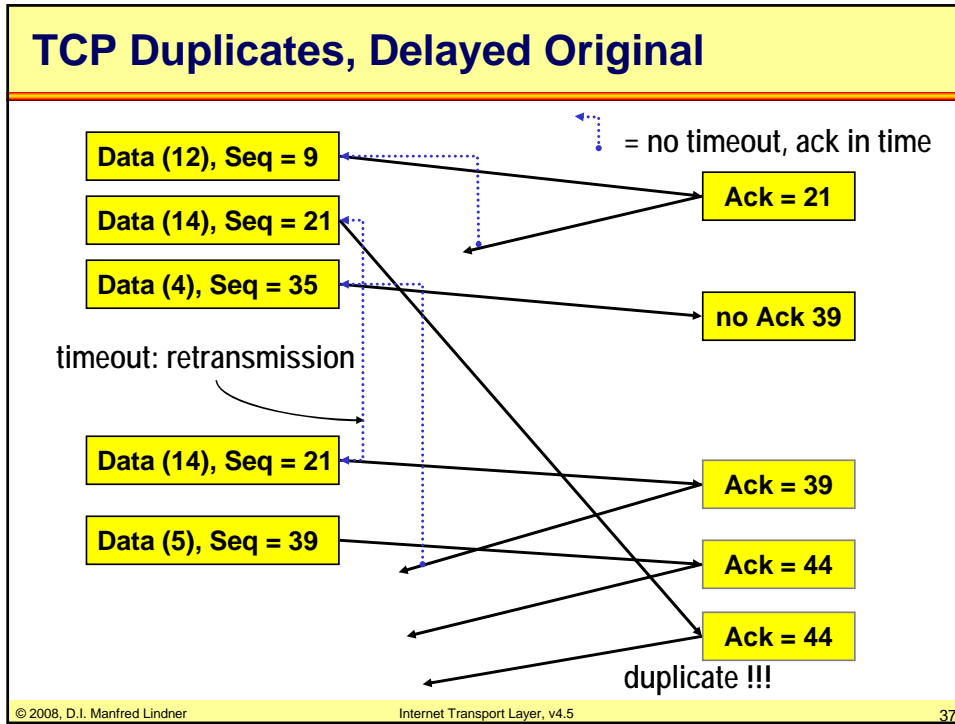 TCP Duplicates, Delayed Original
= no timeout, ack in time
Data (12), Seq = 9
Ack = 21
Data (14), Seq = 21
Data (4), Seq = 35
no Ack 39
timeout: retransmission
Data (14), Seq = 21
Ack = 39
Data (5), Seq = 39
Ack = 44
Ack = 44
duplicate !!!
© 2008, D.I. Manfred Lindner
Internet Transport Layer, v4.5
37